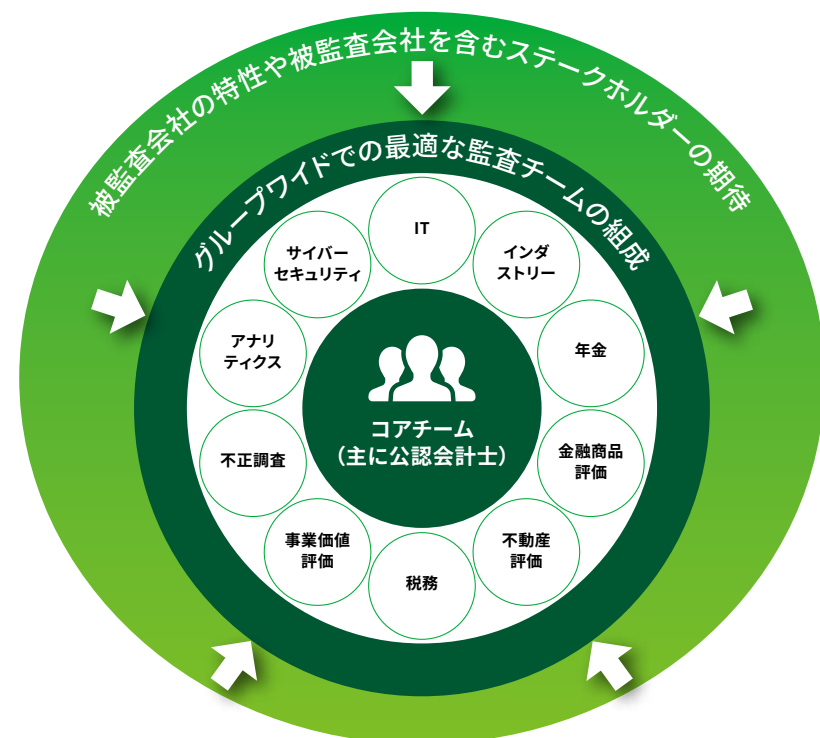 被監査会社の特性や被監査会社を含むステークホルダーの期待
グループワイドでの最適な監査チームの組成
IT
インダ
ストリー
年金
金融商品
評価
不動産
評価
税務
事業価値
評価
不正調査
アナリ
ティクス
サイバー
セキュリティ
コアチーム
（主に公認会計士）